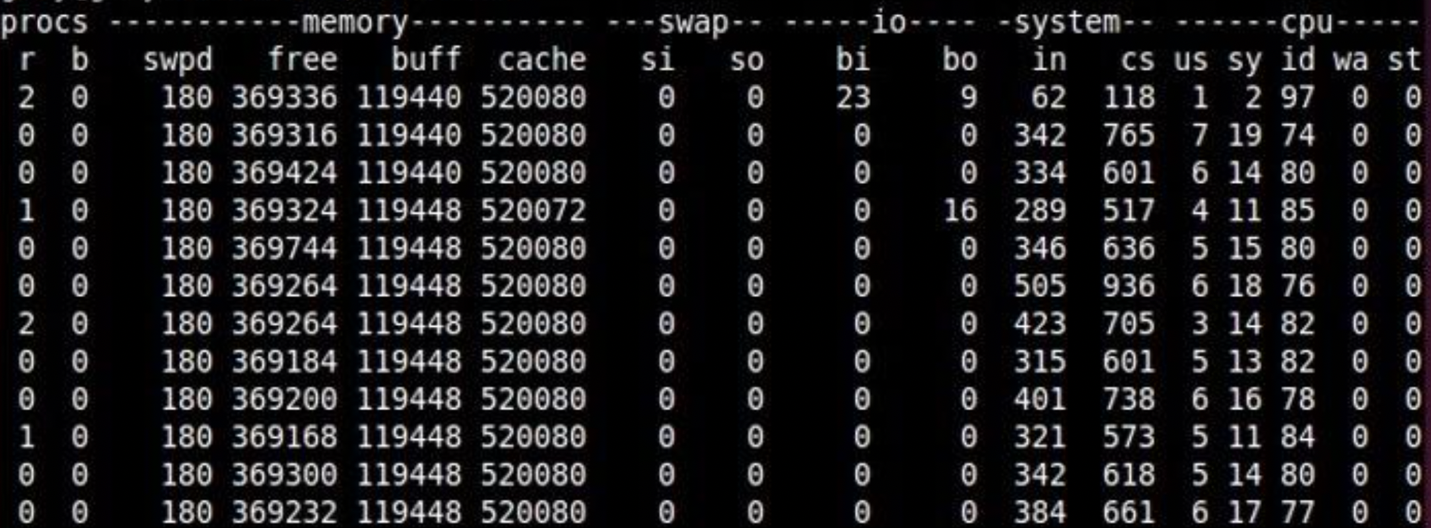 procs -----------memory---------- ---swap-- -----io---- -system-- ------cpu-----
 r  b   swpd   free   buff  cache   si   so    bi    bo   in   cs us sy id wa st
 2  0    180 369336 119440 520080    0    0    23     9   62  118  1  2 97  0  0
 0  0    180 369316 119440 520080    0    0     0     0  342  765  7 19 74  0  0
 0  0    180 369424 119440 520080    0    0     0     0  334  601  6 14 80  0  0
 1  0    180 369324 119448 520072    0    0     0    16  289  517  4 11 85  0  0
 0  0    180 369744 119448 520080    0    0     0     0  346  636  5 15 80  0  0
 0  0    180 369264 119448 520080    0    0     0     0  505  936  6 18 76  0  0
 2  0    180 369264 119448 520080    0    0     0     0  423  705  3 14 82  0  0
 0  0    180 369184 119448 520080    0    0     0     0  315  601  5 13 82  0  0
 0  0    180 369200 119448 520080    0    0     0     0  401  738  6 16 78  0  0
 1  0    180 369168 119448 520080    0    0     0     0  321  573  5 11 84  0  0
 0  0    180 369300 119448 520080    0    0     0     0  342  618  5 14 80  0  0
 0  0    180 369232 119448 520080    0    0     0     0  384  661  6 17 77  0  0